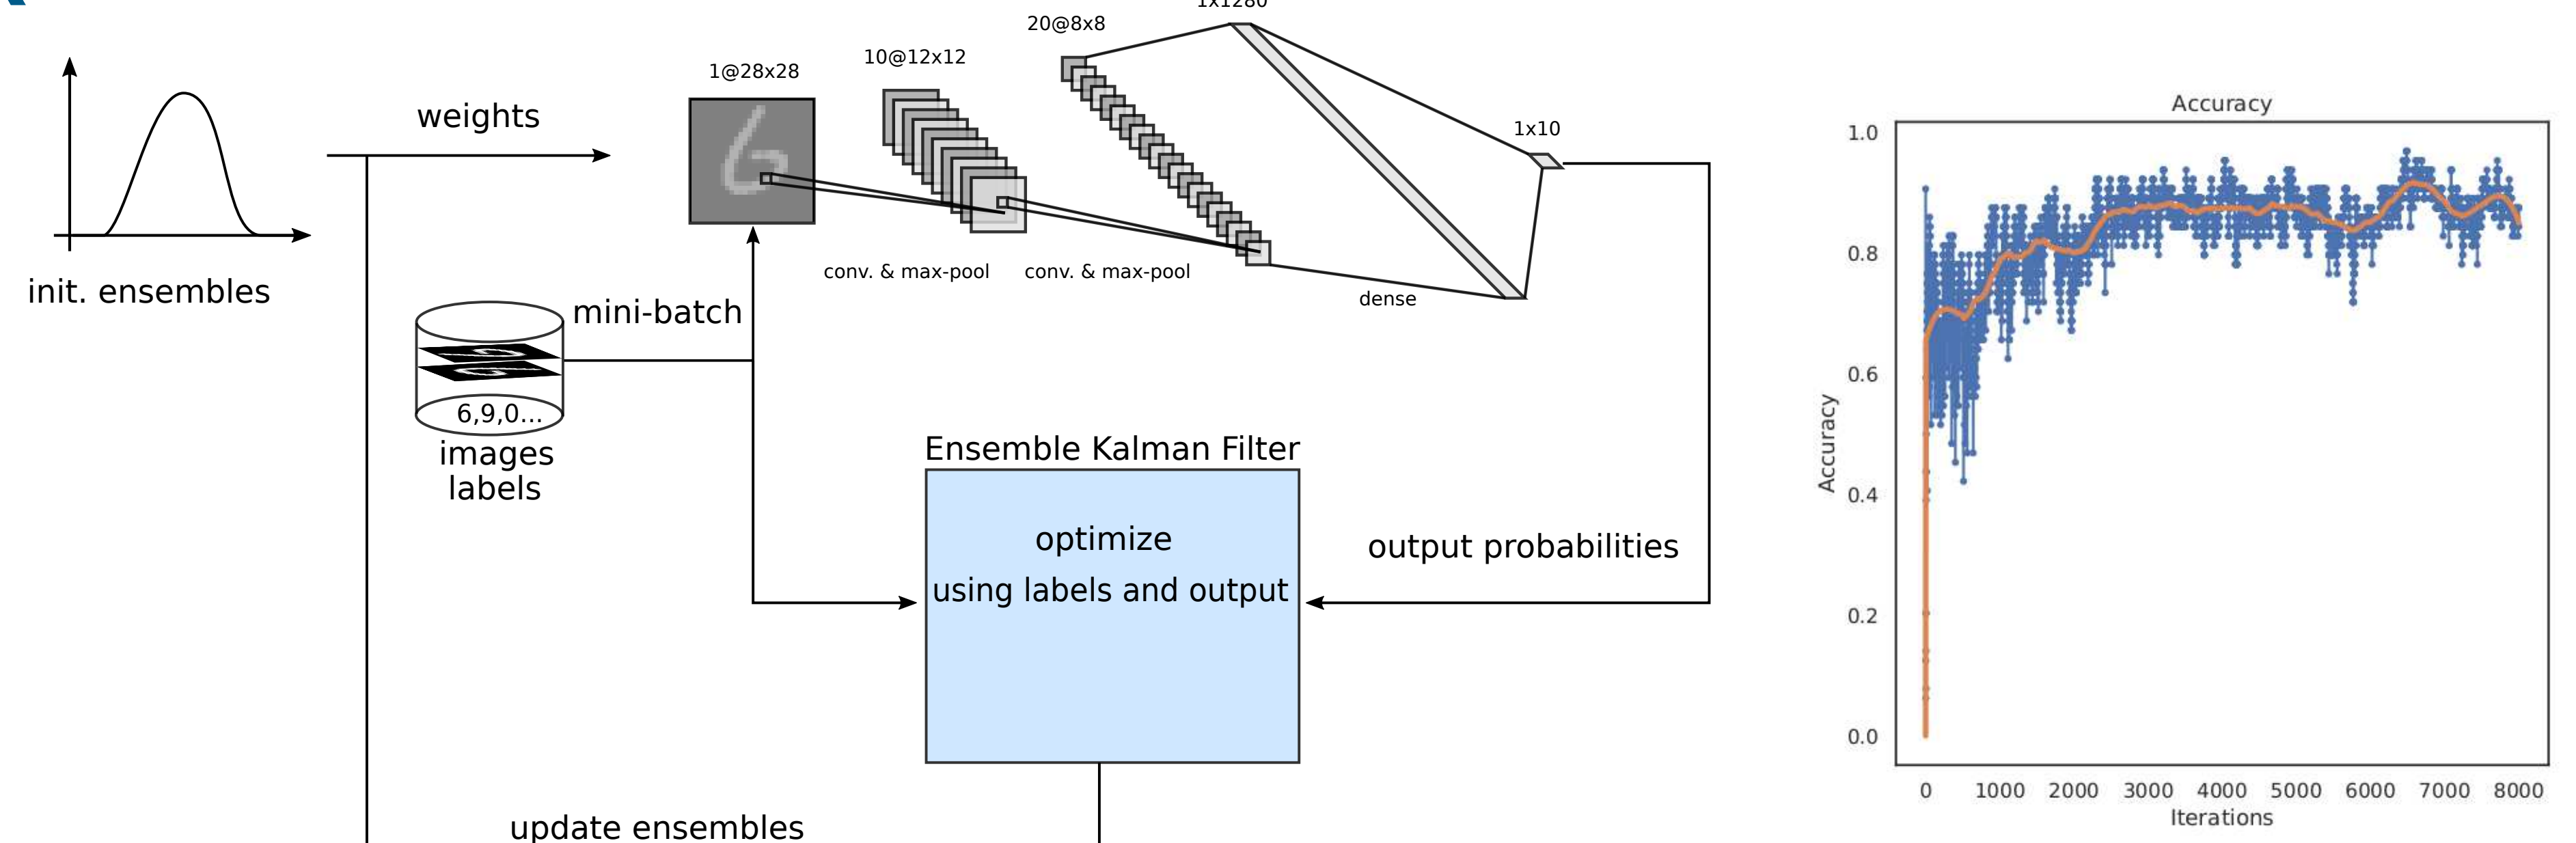 1x1280
20@8x8
10@12x12
1@28x28
weights
1x10
init. ensembles
conv. & max-pool
conv. & max-pool
dense
mini-batch
6,9,0...
images
labels
Ensemble Kalman Filter
optimize
using labels and output
output probabilities
update ensembles
Accuracy
Accuracy
1.0
0.8
0.6
0.4
0.2
0.0
0 1000 2000 3000 4000 5000 6000 7000 8000
Iterations